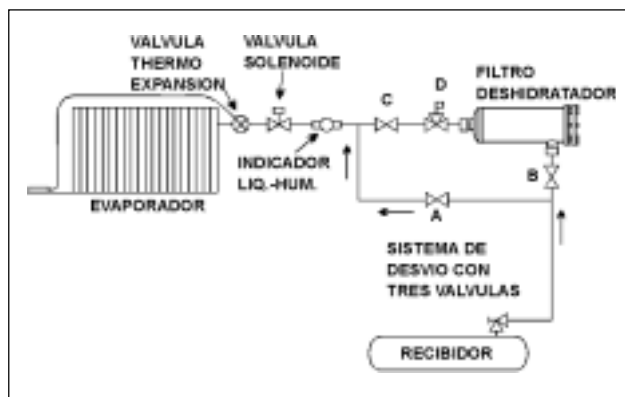 VALVULA
THERMO
EXPANSION
VALVULA
SOLENOIDE
C
D
FILTRO
DESHIDRATADOR
INDICADOR
LIQ.-HUM.
B
EVAPORADOR
A
SISTEMA DE
DESVIO CON
TRES VALVULAS
RECIBIDOR